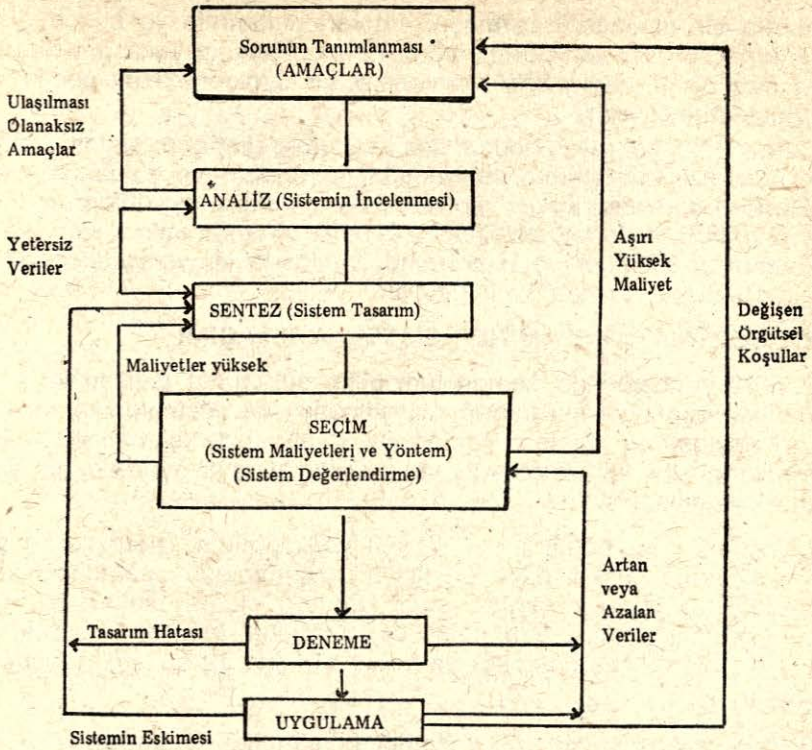 Sorunun Tanımlanması
(AMAÇLAR)
Ulaşılması
Olanaksız
Amaçlar
ANALİZ (Sistemin İncelenmesi)
Yetersiz
Veriler
Aşırı
Yüksek
Maliyet
SENTEZ (Sistem Tasarım)
Değişen
Örgütsel
Koşullar
Maliyetler yüksek
SEÇİM
(Sistem Maliyetleri ve Yöntem)
(Sistem Değerlendirme)
Artan
veya
Azalan
Veriler
Tasarım Hatası
DENEME
UYGULAMA
Sistemin Eskimesi